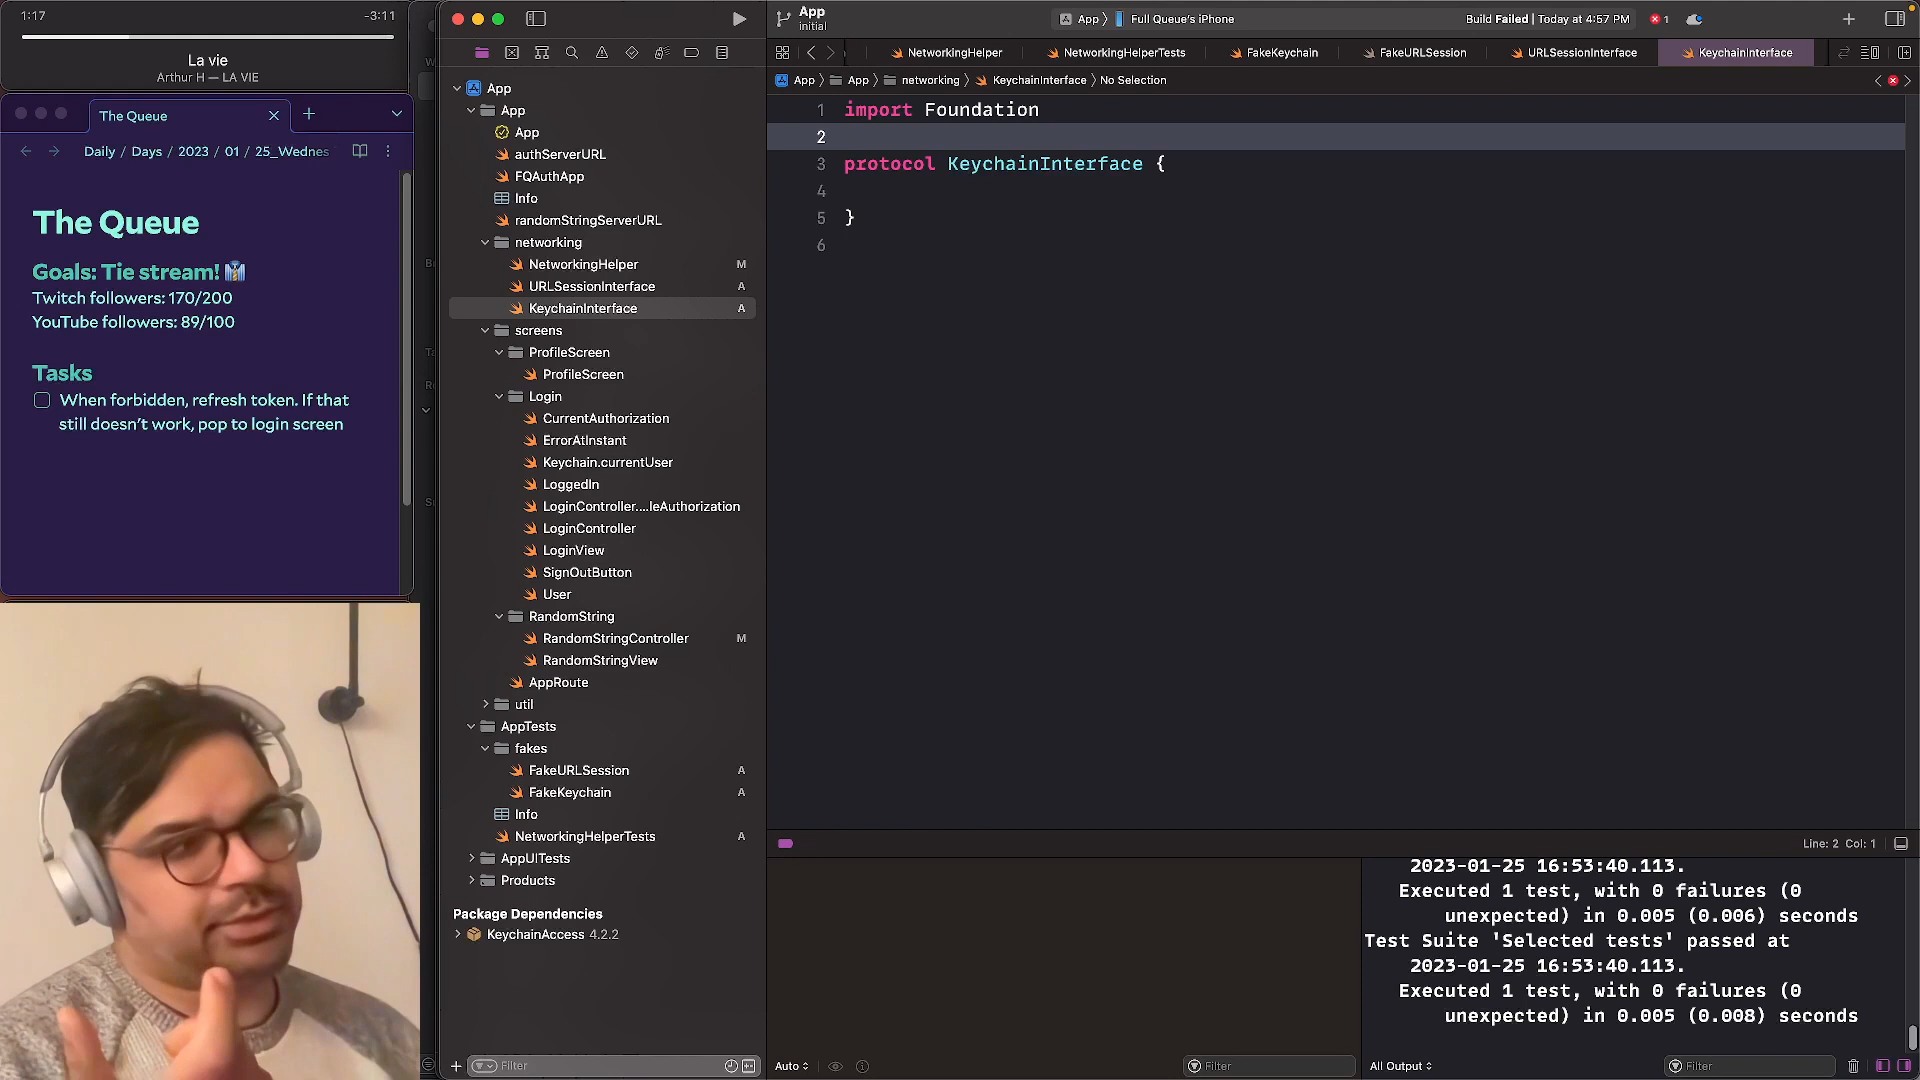 1:17
-3:11
La vie
Arthur H — LA VIE
The Queue
Daily / Days / 2023 / 01 / 25_Wednes
The Queue
Goals: Tie stream!
Twitch followers: 170/200
YouTube followers: 89/100
Tasks
When forbidden, refresh token. If that
still doesn't work, pop to login screen
App
App
App
authServerURL
FQAuthApp
Info
randomStringServerURL
networking
NetworkingHelper M
URLSessionInterface A
KeychainInterface A
screens
ProfileScreen
ProfileScreen
Login
CurrentAuthorization
ErrorAtInstant
Keychain.currentUser
LoggedIn
LoginController....leAuthorization
LoginController
LoginView
SignOutButton
User
RandomString
RandomStringController M
RandomStringView
AppRoute
util
AppTests
fakes
FakeURLSession A
FakeKeychain A
Info
NetworkingHelperTests A
AppUITests
Products
Package Dependencies
KeychainAccess 4.2.2
Filter
App
initial
App 〉 Full Queue's iPhone
Build Failed | Today at 4:57 PM
1
NetworkingHelper
NetworkingHelperTests
FakeKeychain
FakeURLSession
URLSessionInterface
KeychainInterface
App 〉 App 〉 networking 〉 KeychainInterface 〉 No Selection
1 import Foundation
2
3 protocol KeychainInterface {
4
5 }
6
Line: 2 Col: 1
2023-01-25 16:53:40.113.
Executed 1 test, with 0 failures (0
unexpected) in 0.005 (0.006) seconds
Test Suite 'Selected tests' passed at
2023-01-25 16:53:40.113.
Executed 1 test, with 0 failures (0
unexpected) in 0.005 (0.008) seconds
Auto
Filter
All Output
Filter